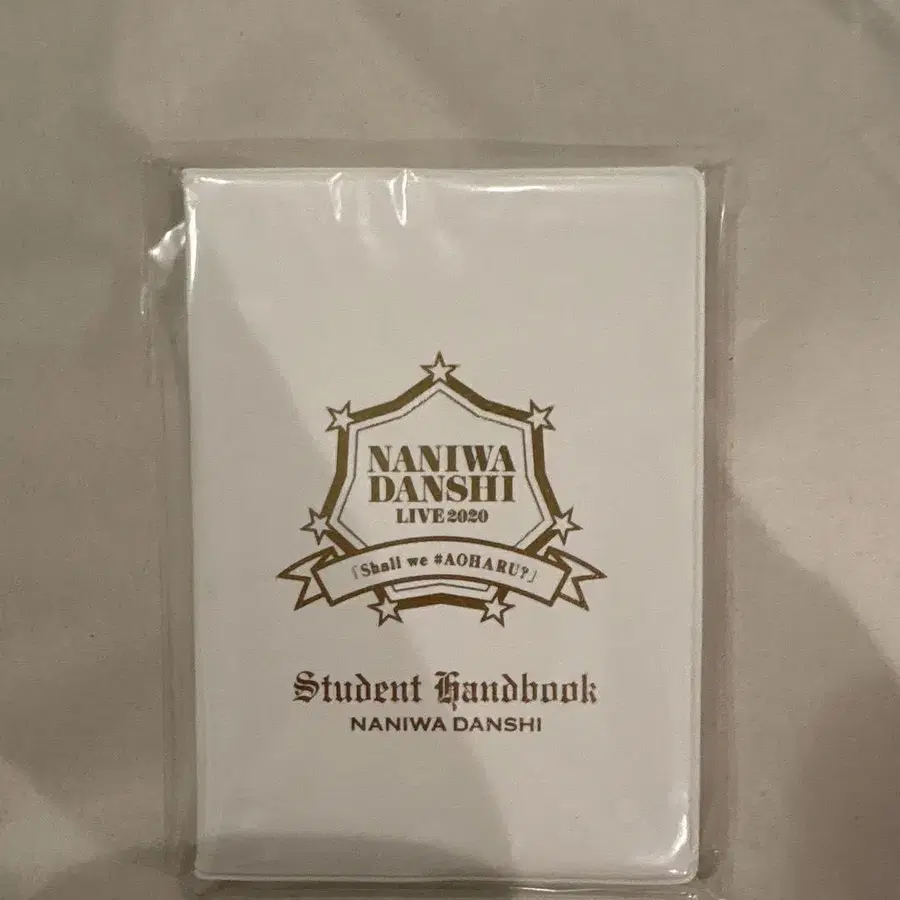 NANIWA
DANSHI
LIVE 2020
「Shall we #AOHARU?」
Student Handbook
NANIWA DANSHI